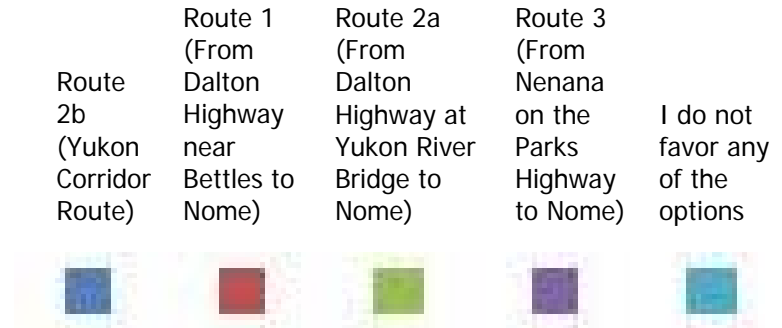 Route
2b
(Yukon
Corridor
Route)
Route 1
(From
Dalton
Highway
near
Bettles to
Nome)
Route 2a
(From
Dalton
Highway at
Yukon River
Bridge to
Nome)
Route 3
(From
Nenana
on the
Parks
Highway
to Nome)
I do not
favor any
of the
options